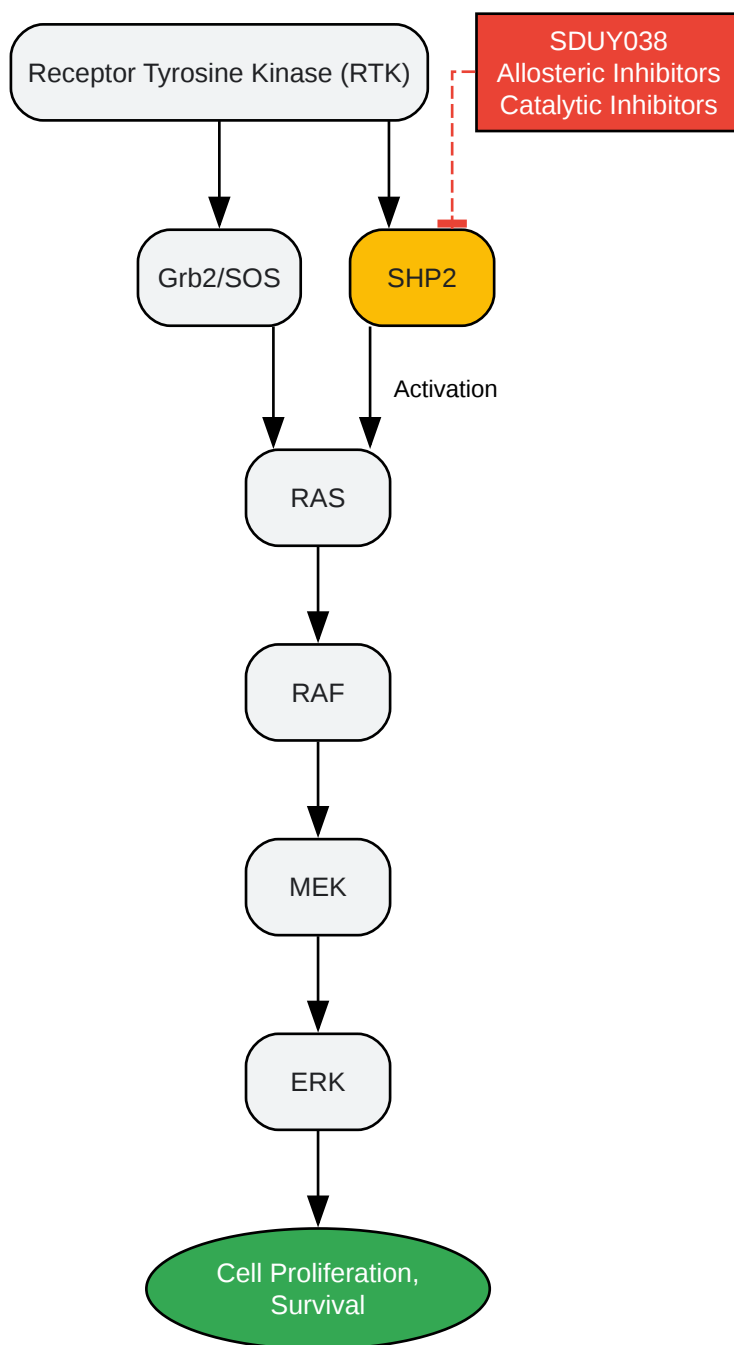 Receptor Tyrosine Kinase (RTK)
SDUY038
Allosteric Inhibitors
Catalytic Inhibitors
Grb2/SOS
SHP2
Activation
RAS
RAF
MEK
ERK
Cell Proliferation,
Survival